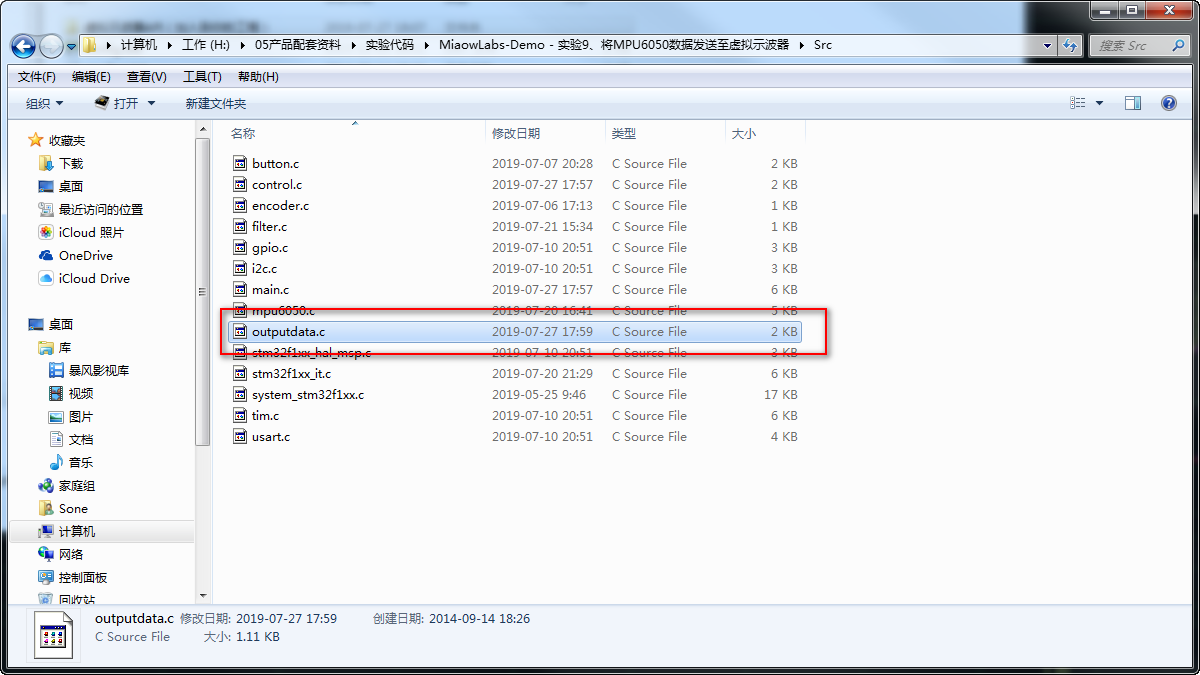 计算机 工作 (H:) 05产品配套资料 实验代码 MiaowLabs-Demo - 实验9、将MPU6050数据发送至虚拟示波器 Src 搜索 Src
文件(F) 编辑(E) 查看(V) 工具(T) 帮助(H)
组织 打开 新建文件夹
收藏夹
下载
桌面
最近访问的位置
iCloud 照片
OneDrive
iCloud Drive
桌面
库
暴风影视库
视频
图片
文档
音乐
家庭组
Sone
计算机
网络
控制面板
回收站
名称 修改日期 类型 大小
button.c 2019-07-07 20:28 C Source File 2 KB
control.c 2019-07-27 17:57 C Source File 2 KB
encoder.c 2019-07-06 17:13 C Source File 1 KB
filter.c 2019-07-21 15:34 C Source File 1 KB
gpio.c 2019-07-10 20:51 C Source File 3 KB
i2c.c 2019-07-10 20:51 C Source File 3 KB
main.c 2019-07-27 17:57 C Source File 6 KB
mpu6050.c 2019-07-20 16:41 C Source File 5 KB
outputdata.c 2019-07-27 17:59 C Source File 2 KB
stm32f1xx_hal_msp.c 2019-07-10 20:51 C Source File 3 KB
stm32f1xx_it.c 2019-07-20 21:29 C Source File 6 KB
system_stm32f1xx.c 2019-05-25 9:46 C Source File 17 KB
tim.c 2019-07-10 20:51 C Source File 6 KB
usart.c 2019-07-10 20:51 C Source File 4 KB
outputdata.c 修改日期: 2019-07-27 17:59 创建日期: 2014-09-14 18:26
C Source File 大小: 1.11 KB